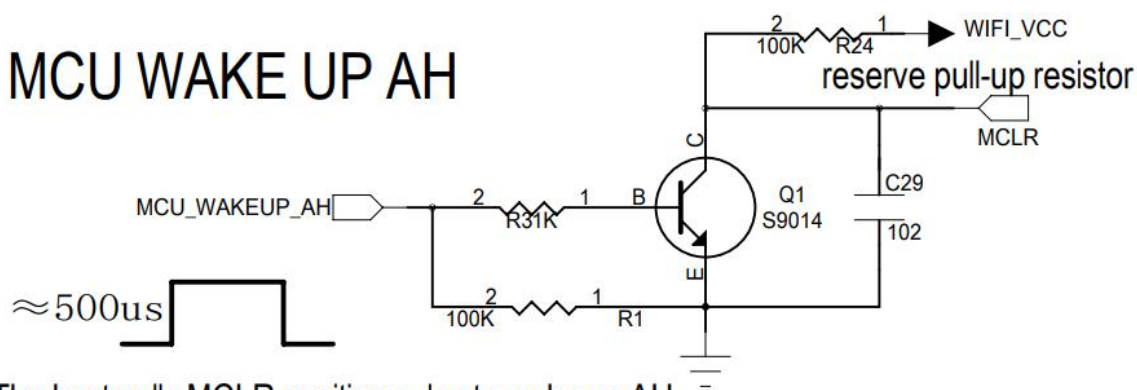 MCU WAKE UP AH
2
1
100K
R24
WIFI_VCC
reserve pull-up resistor
MCLR
C
MCU_WAKEUP_AH
2
1
R31K
B
Q1
S9014
C29
102
E
≈500us
2
1
100K
R1